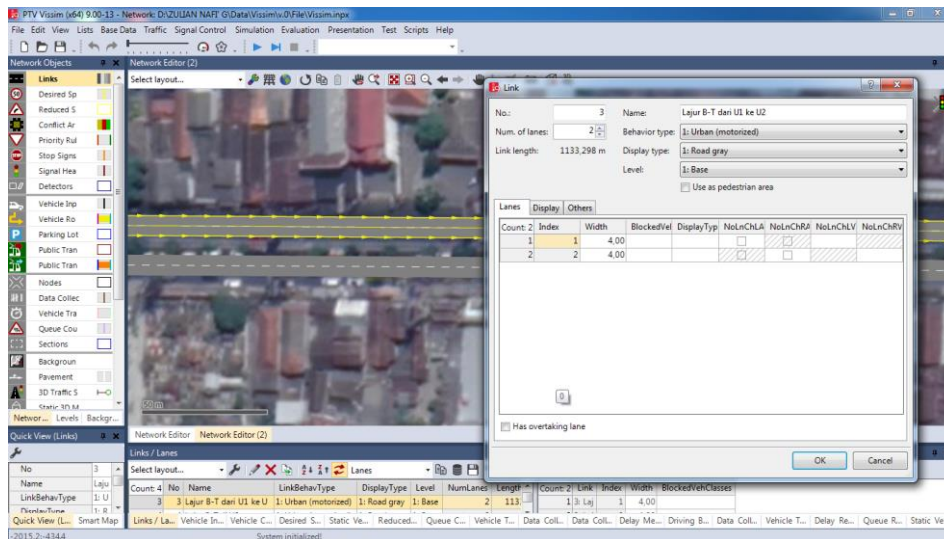 PTV Vissim (x64) 9.00-13 - Network: D:\ZULIAN NAFI' G\Data\Vissim\v.0\File\Vissim.inpx
File Edit View Lists Base Data Traffic Signal Control Simulation Evaluation Presentation Test Scripts Help
Network Objects
Network Editor (2)
Select layout...
Links
Desired Sp
Reduced S
Conflict Ar
Priority Rul
Stop Signs
Signal Hea
Detectors
Vehicle Inp
Vehicle Ro
Parking Lot
Public Tran
Public Tran
Nodes
Data Collec
Vehicle Tra
Queue Cou
Sections
Backgroun
Pavement
3D Traffic S
Static 3D M
Networ... Levels Backgr...
50 m
Network Editor Network Editor (2)
Link
No.: 3 Name: Lajur B-T dari U1 ke U2
Num. of lanes: 2 Behavior type: 1: Urban (motorized)
Link length: 1133,298 m Display type: 1: Road gray
Level: 1: Base
Use as pedestrian area
Lanes Display Others
Count: 2 Index Width BlockedVel DisplayTyp NoLnChLA NoLnChRA NoLnChLV NoLnChRV
1 1 4,00
2 2 4,00
0
Has overtaking lane
OK Cancel
Quick View (Links)
No 3
Name Laju
LinkBehavType 1: U
DisplayType 1: R
Quick View (L... Smart Map
Links / Lanes
Select layout... Lanes
Count: 4 No Name LinkBehavType DisplayType Level NumLanes Length
3 3 Lajur B-T dari U1 ke U 1: Urban (motorized) 1: Road gray 1: Base 2 113
Count: 2 Link Index Width BlockedVehClasses
1 3: Laj 1 4,00
Links / La... Vehicle In... Vehicle C... Desired S... Static Ve... Reduced... Queue C... Vehicle T... Data Coll... Data Coll... Delay Me... Driving B... Data Coll... Vehicle T... Delay Re... Queue R... Static Ve
-2015.2:-434.4 System initialized!